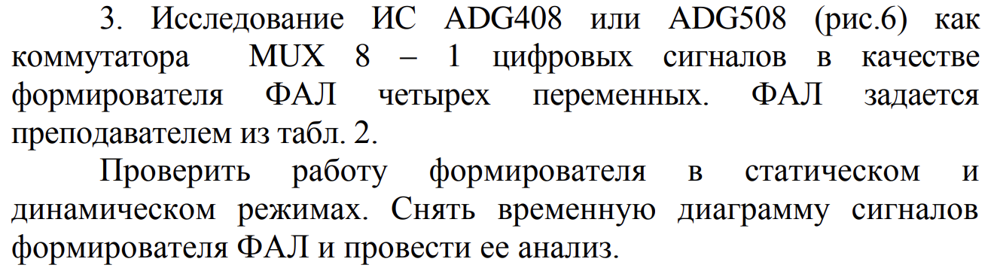 3. Исследование ИС ADG408 или ADG508 (рис.6) как
коммутатора MUX 8 – 1 цифровых сигналов в качестве
формирователя ФАЛ четырех переменных. ФАЛ задается
преподавателем из табл. 2.
Проверить работу формирователя в статическом и
динамическом режимах. Снять временную диаграмму сигналов
формирователя ФАЛ и провести ее анализ.